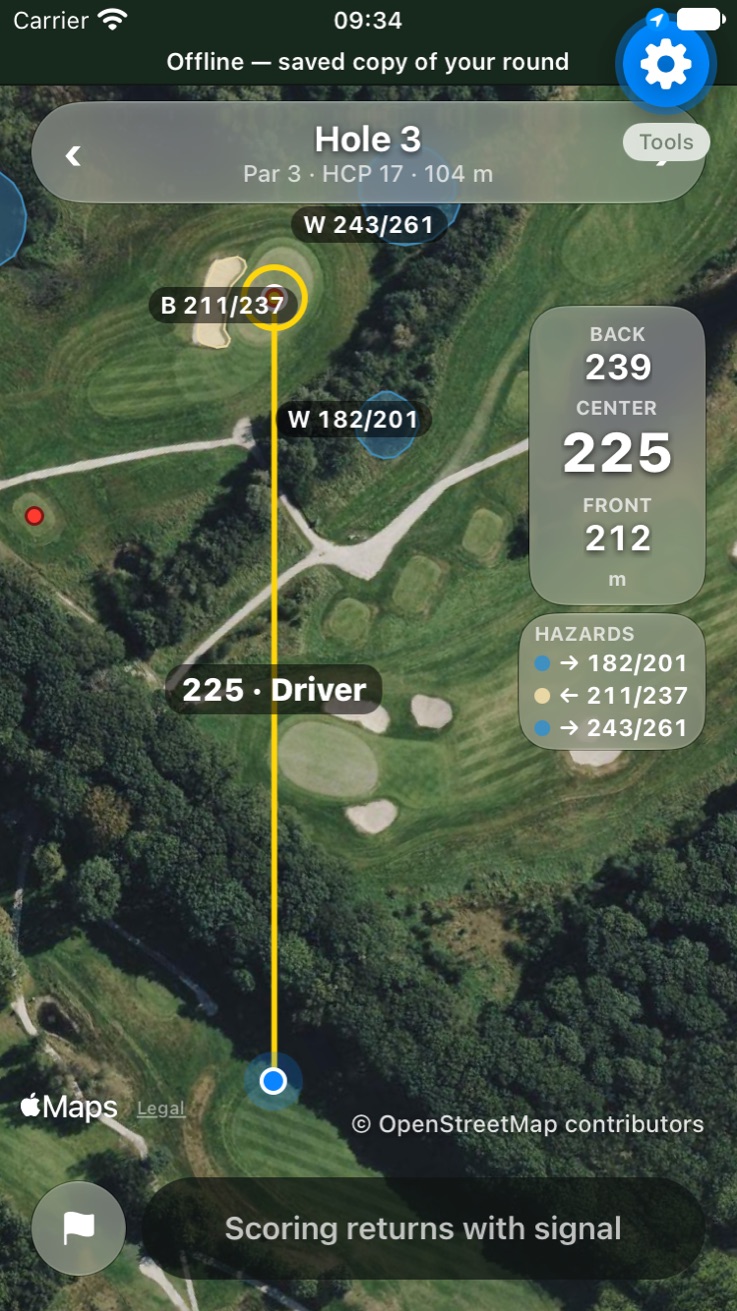 Carrier
09:34
Offline — saved copy of your round
Hole 3
Par 3 · HCP 17 · 104 m
Tools
W 243/261
B 211/237
W 182/201
BACK
239
CENTER
225
FRONT
212
m
HAZARDS
→ 182/201
← 211/237
→ 243/261
225 · Driver
Maps
Legal
© OpenStreetMap contributors
Scoring returns with signal